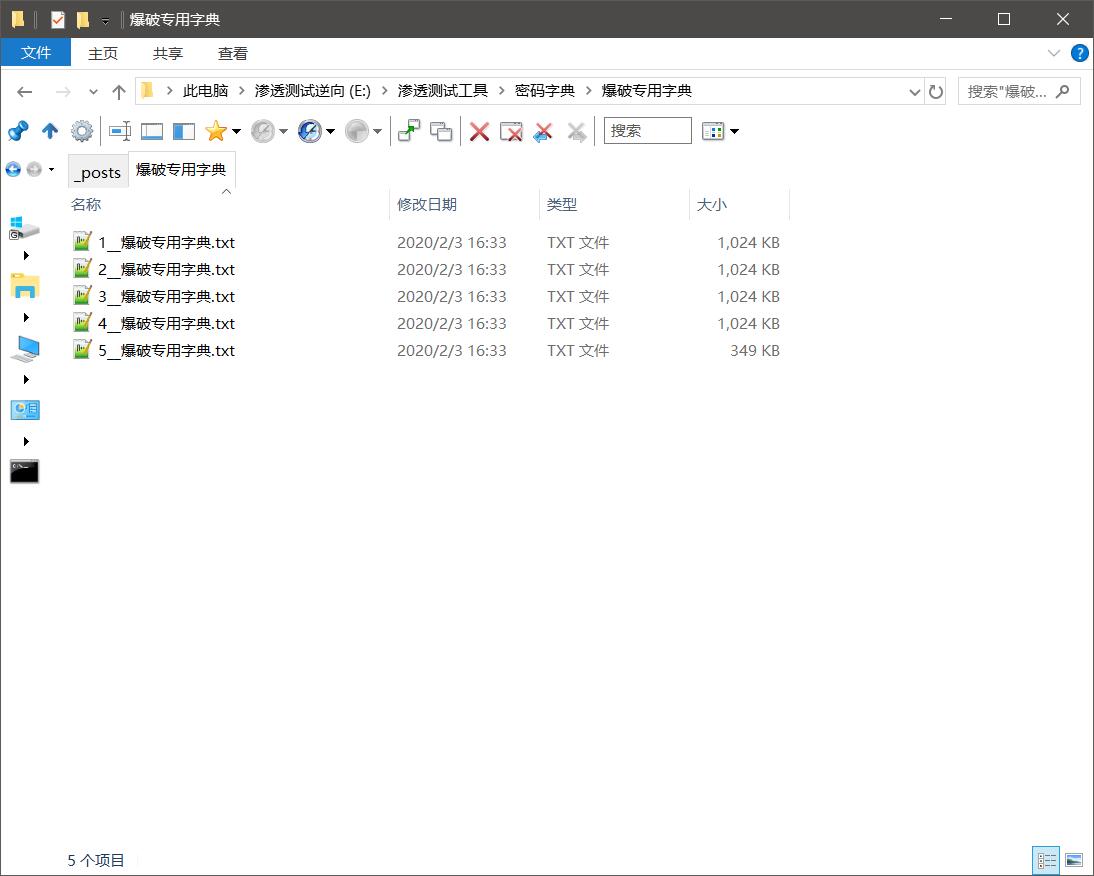 爆破专用字典
文件 主页 共享 查看
此电脑 渗透测试逆向 (E:) 渗透测试工具 密码字典 爆破专用字典 搜索"爆破...
搜索
_posts 爆破专用字典
名称 修改日期 类型 大小
1__爆破专用字典.txt 2020/2/3 16:33 TXT 文件 1,024 KB
2__爆破专用字典.txt 2020/2/3 16:33 TXT 文件 1,024 KB
3__爆破专用字典.txt 2020/2/3 16:33 TXT 文件 1,024 KB
4__爆破专用字典.txt 2020/2/3 16:33 TXT 文件 1,024 KB
5__爆破专用字典.txt 2020/2/3 16:33 TXT 文件 349 KB
5 个项目